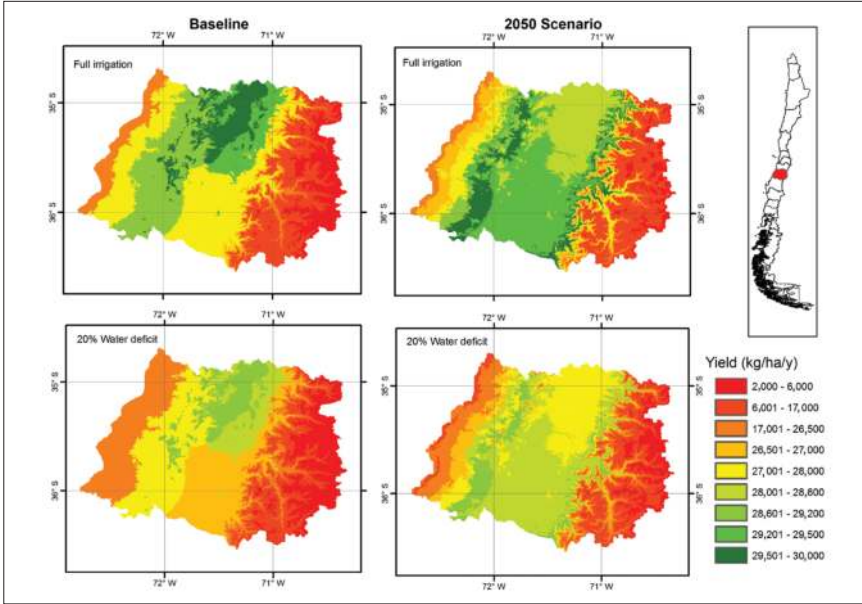 Baseline
2050 Scenario
72° W
71° W
72° W
71° W
Full irrigation
Full irrigation
35° S
35° S
35° S
35° S
36° S
36° S
36° S
36° S
72° W
71° W
72° W
71° W
20% Water deficit
20% Water deficit
35° S
35° S
35° S
35° S
36° S
36° S
36° S
36° S
72° W
71° W
72° W
71° W
Yield (kg/ha/y)
2,000 - 6,000
6,001 - 17,000
17,001 - 26,500
26,501 - 27,000
27,001 - 28,000
28,001 - 28,600
28,601 - 29,200
29,201 - 29,500
29,501 - 30,000